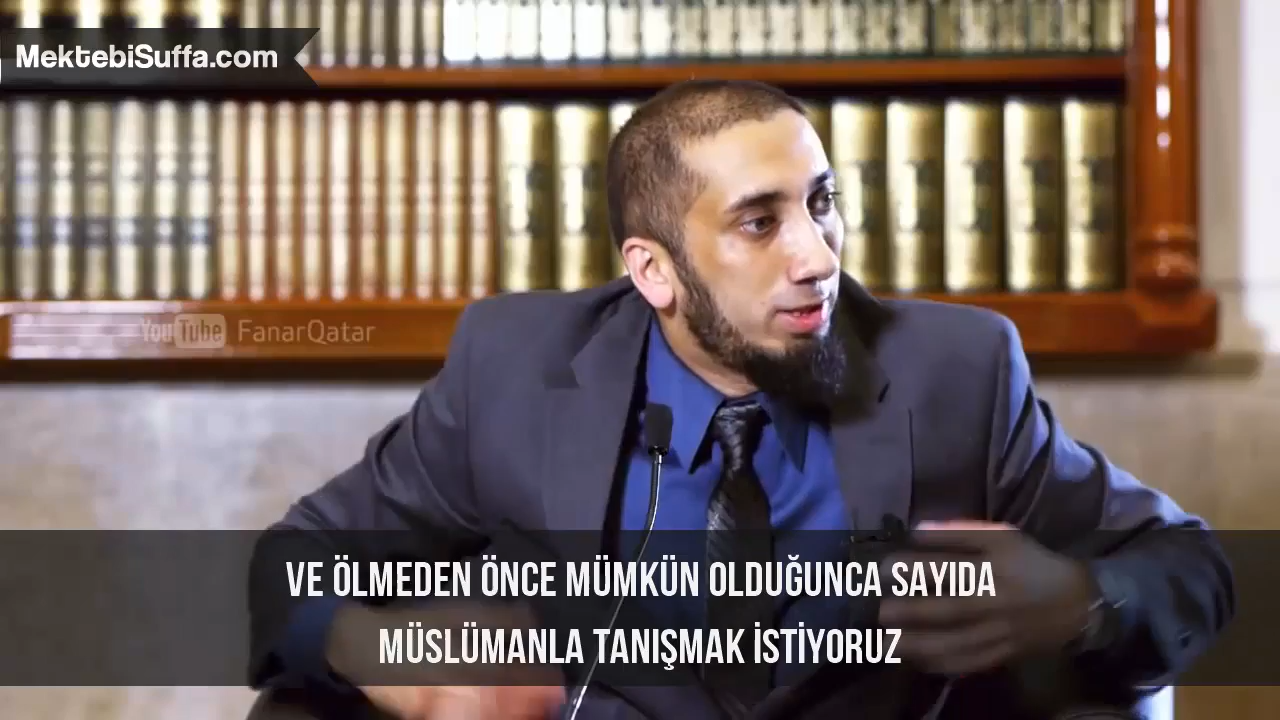 MektebiSuffa.com
YouTube FanarQatar
VE ÖLMEDEN ÖNCE MÜMKÜN OLDUĞUNCA SAYIDA
MÜSLÜMANLA TANIŞMAK İSTİYORUZ